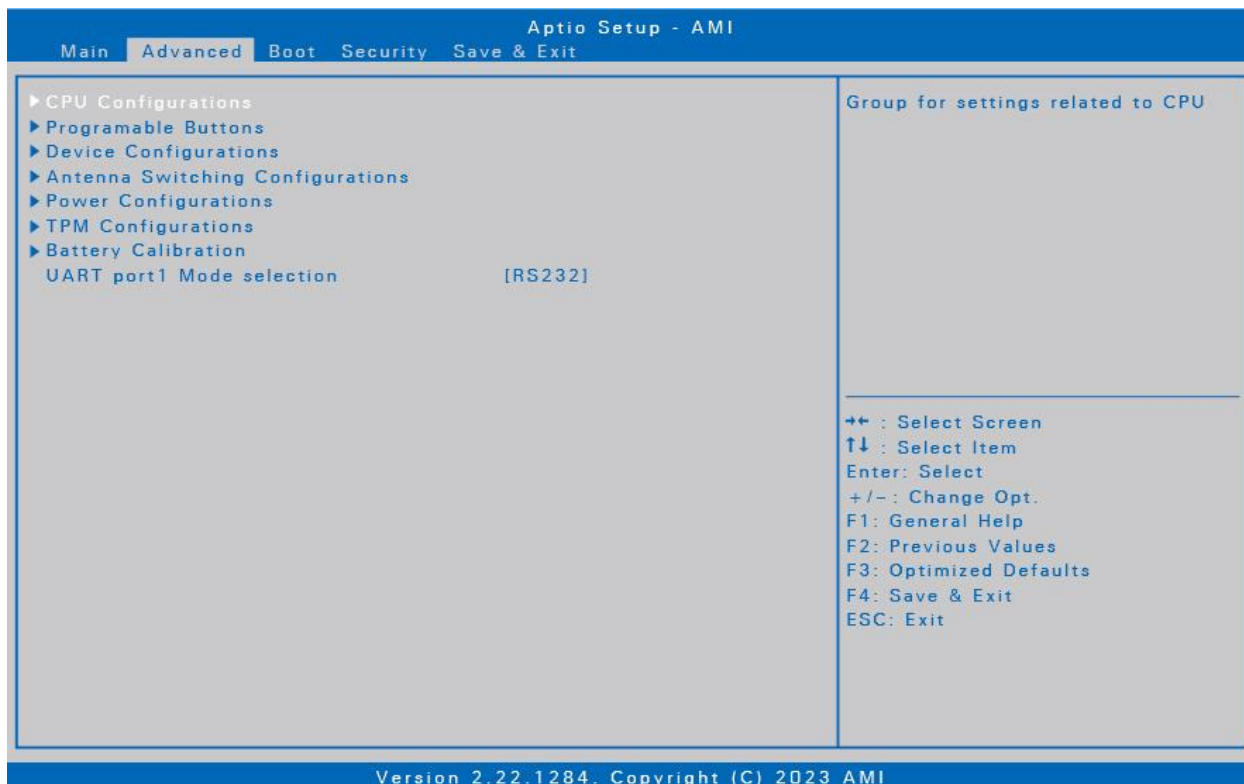 Aptio Setup - AMI
Main Advanced Boot Security Save & Exit
▶ CPU Configurations
▶ Programable Buttons
▶ Device Configurations
▶ Antenna Switching Configurations
▶ Power Configurations
▶ TPM Configurations
▶ Battery Calibration
UART port1 Mode selection [RS232]
Group for settings related to CPU
→← : Select Screen
↑↓ : Select Item
Enter: Select
+/-: Change Opt.
F1: General Help
F2: Previous Values
F3: Optimized Defaults
F4: Save & Exit
ESC: Exit
Version 2.22.1284. Copyright (C) 2023 AMI